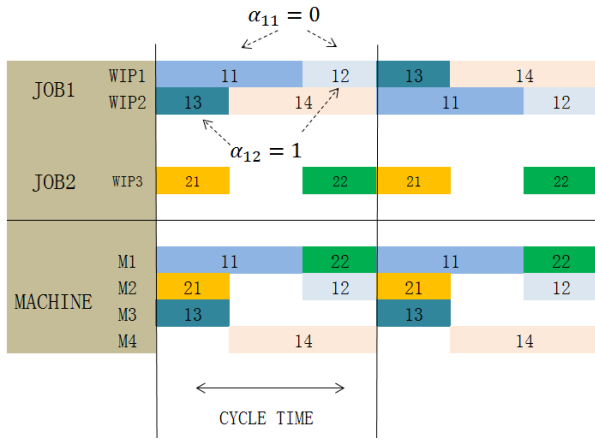 α₁₁ = 0
JOB1
WIP1 11 12 13 14
WIP2 13 14 11 12
α₁₂ = 1
JOB2 WIP3 21 22 21 22
MACHINE
M1 11 22 11 22
M2 21 12 21 12
M3 13 13
M4 14 14
CYCLE TIME